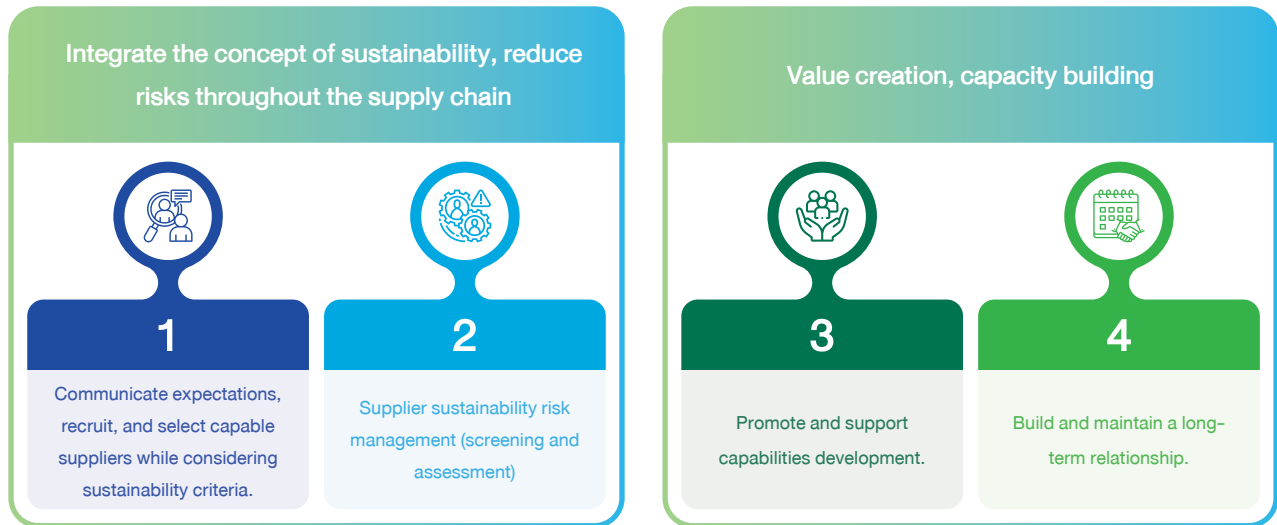 Integrate the concept of sustainability, reduce
risks throughout the supply chain
1
Communicate expectations,
recruit, and select capable
suppliers while considering
sustainability criteria.
2
Supplier sustainability risk
management (screening and
assessment)
Value creation, capacity building
3
Promote and support
capabilities development.
4
Build and maintain a long-
term relationship.